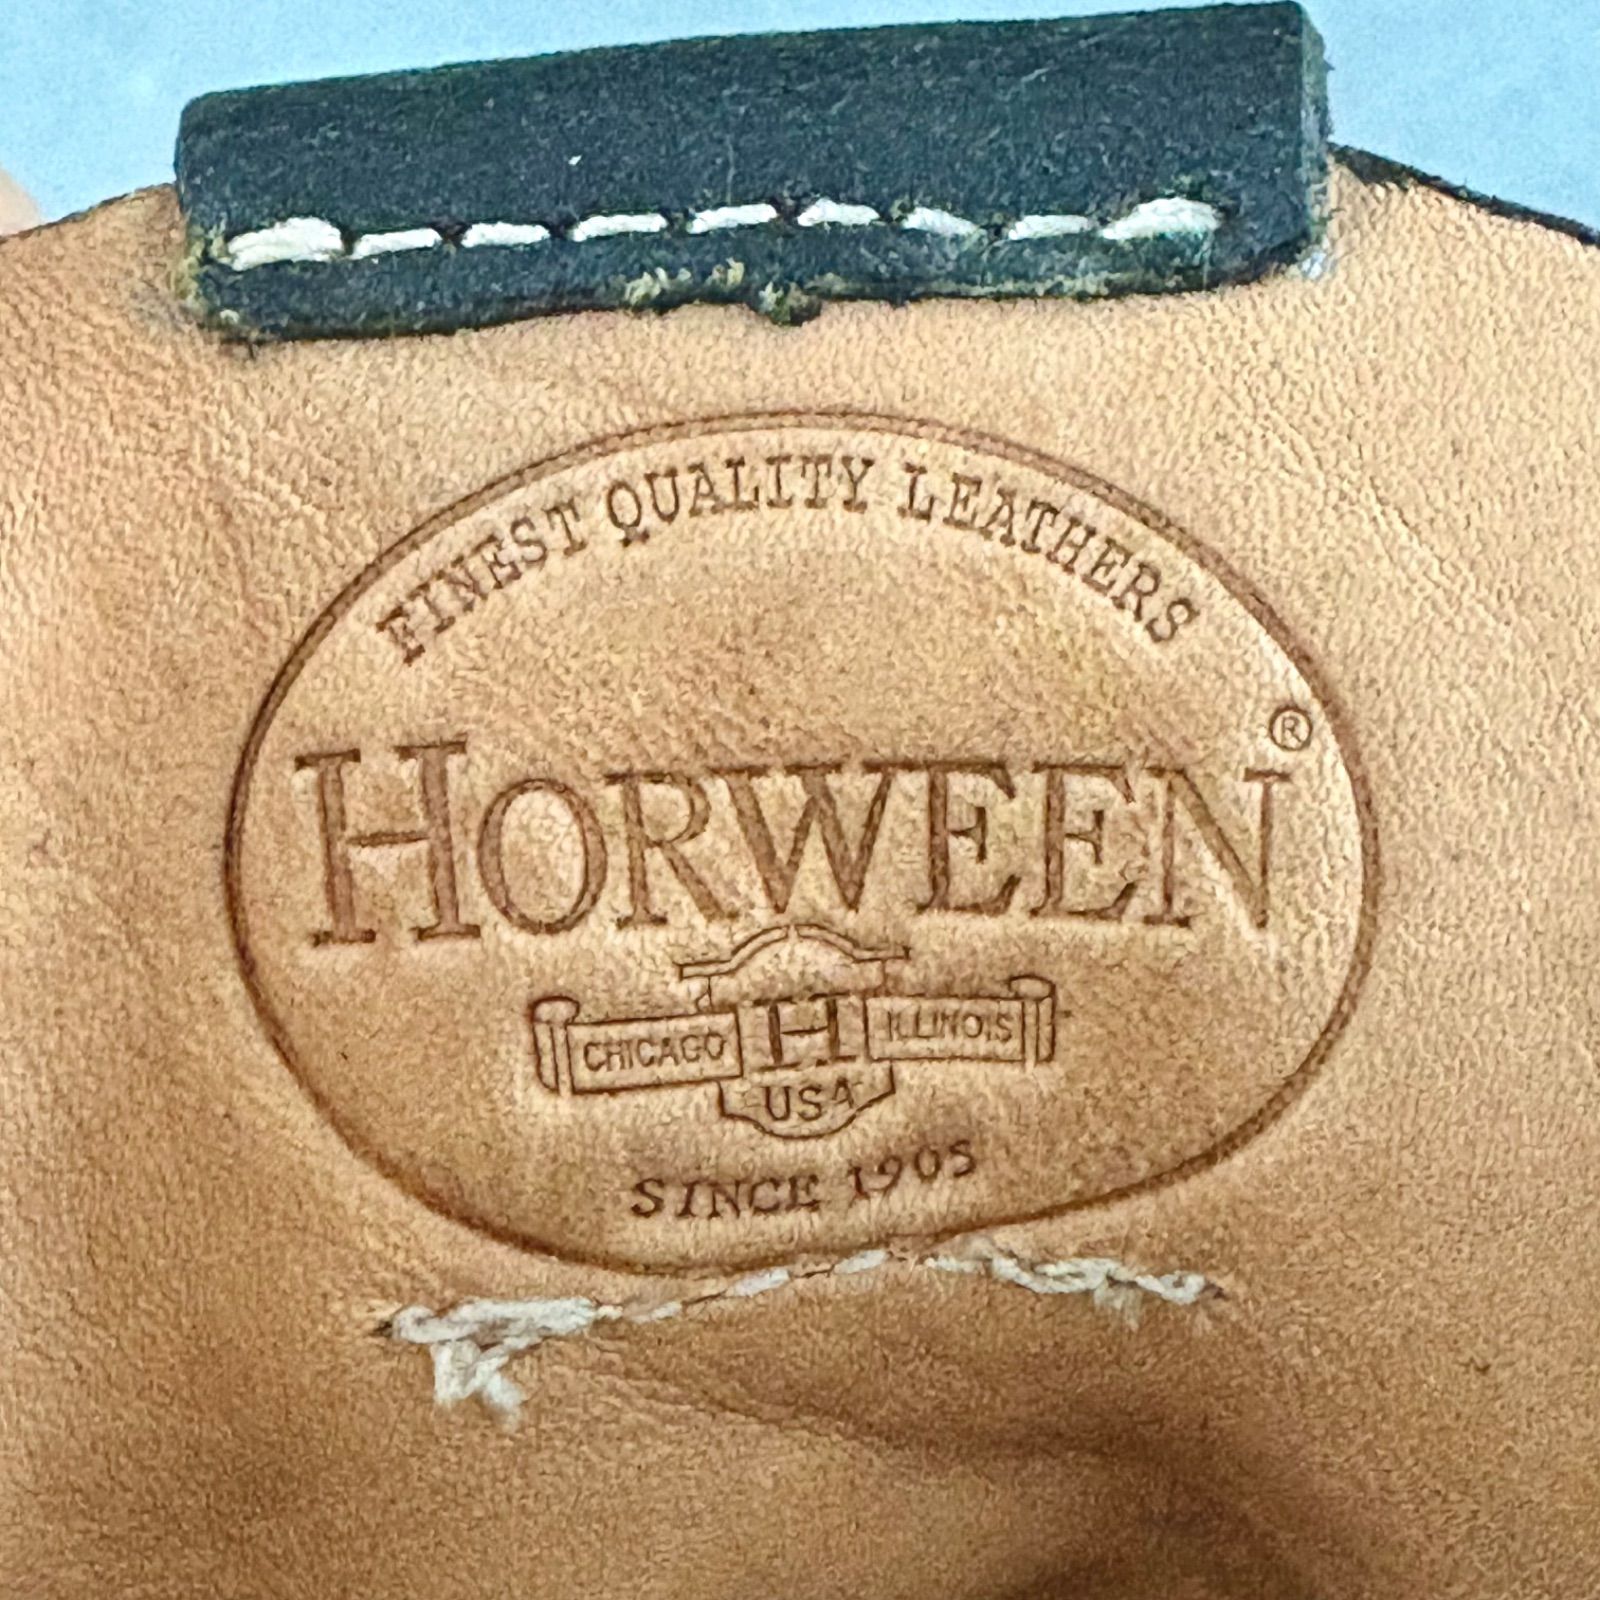 FINEST QUALITY LEATHERS
HORWEEN®
CHICAGO H ILLINOIS
USA
SINCE 1905